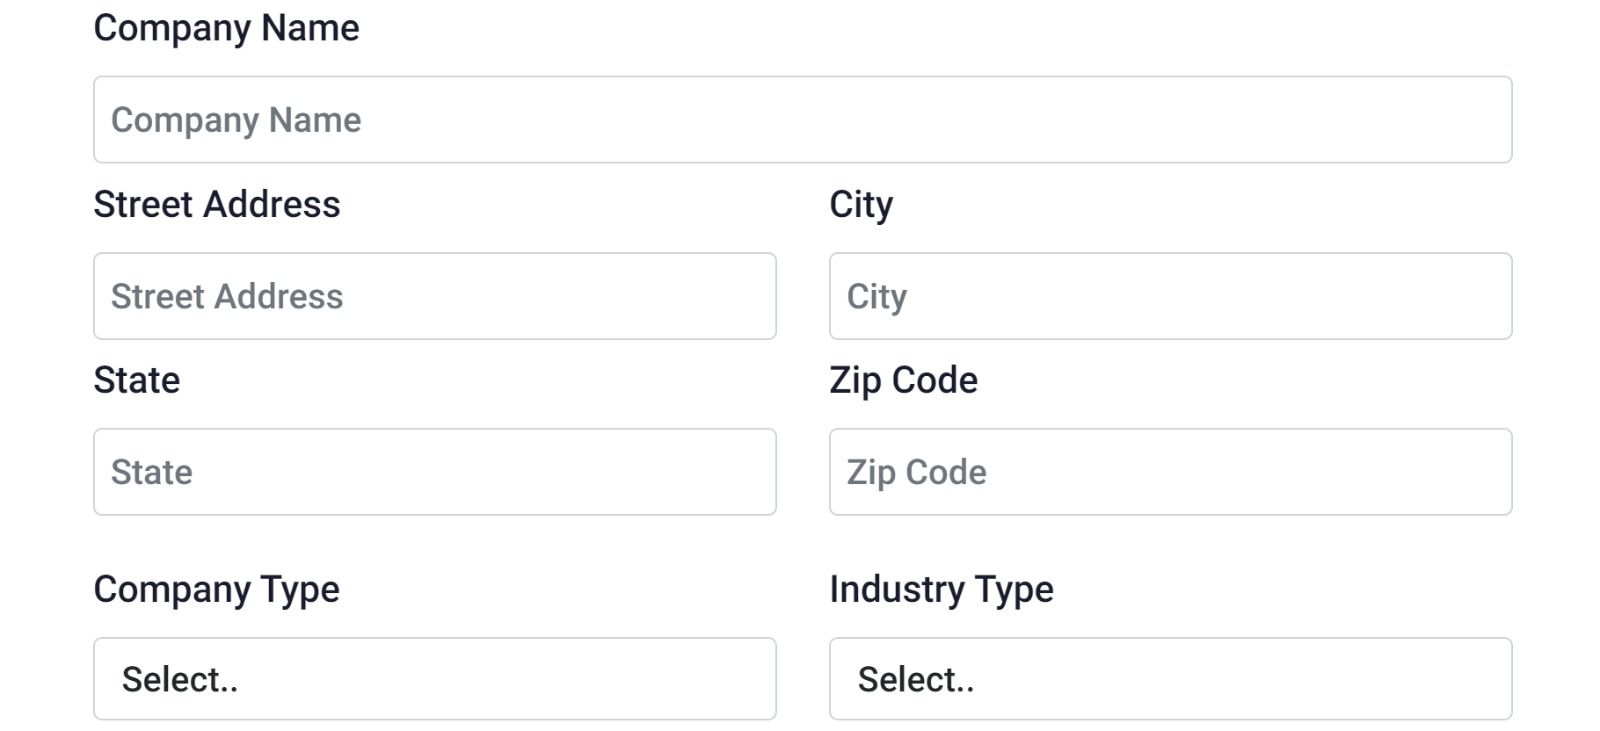 Company Name
Company Name
Street Address City
Street Address City
State Zip Code
State Zip Code
Company Type Industry Type
Select.. Select..